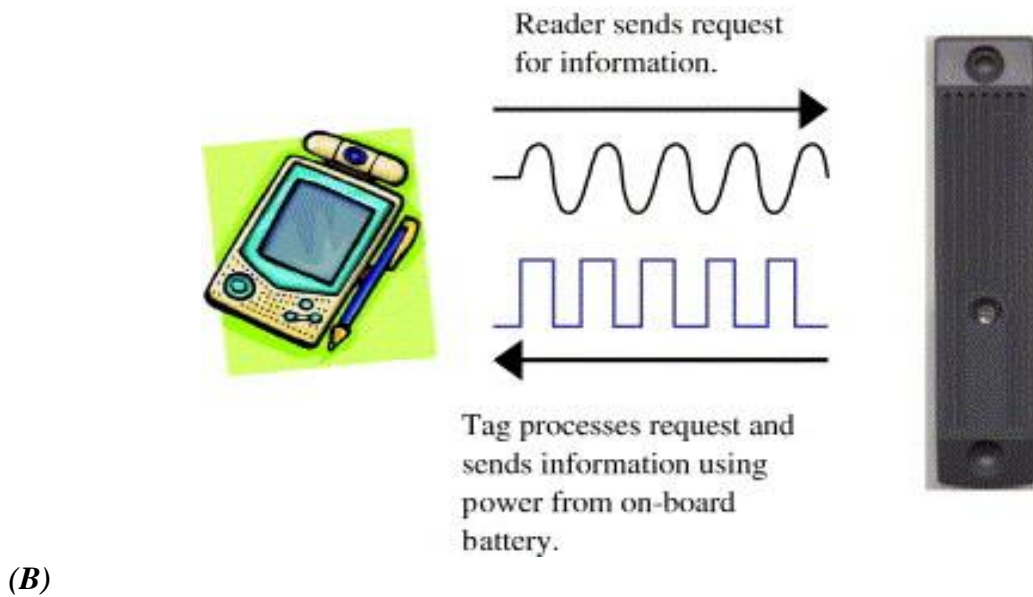 Reader sends request
for information.
Tag processes request and
sends information using
power from on-board
battery.
(B)